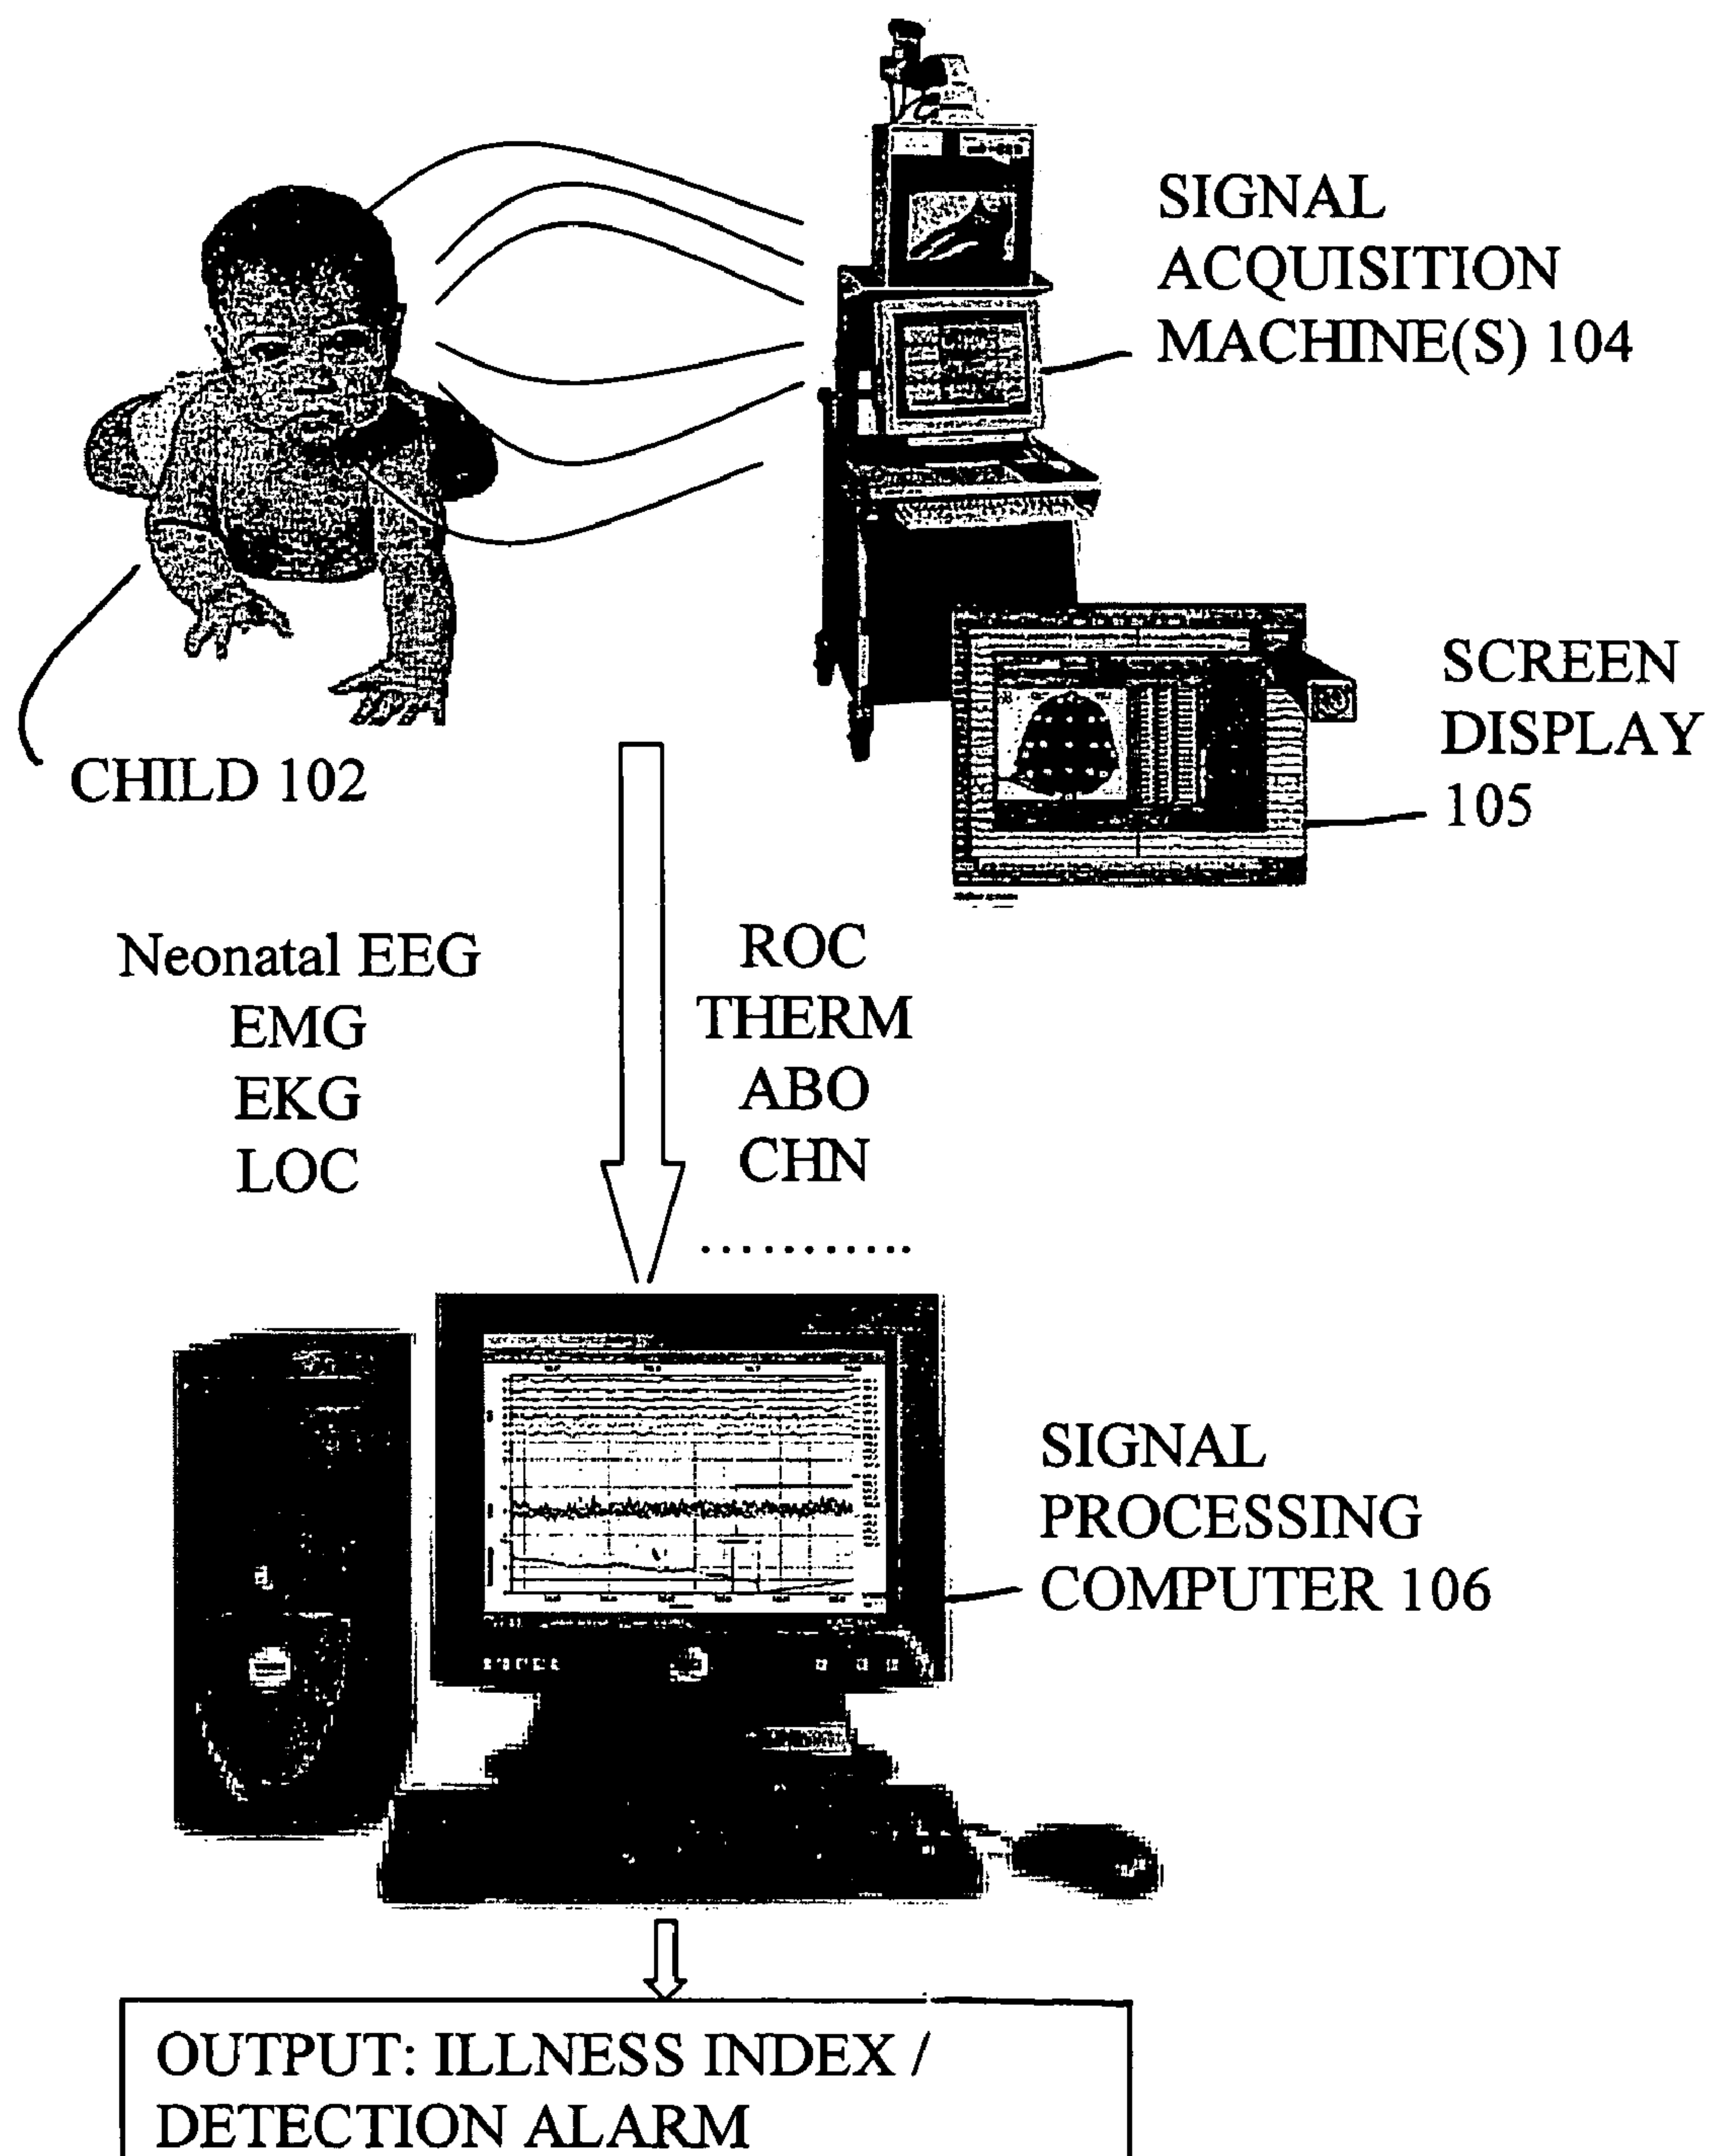 SIGNAL
ACQUISITION
MACHINE(S) 104
SCREEN
DISPLAY
105
CHILD 102
Neonatal EEG
EMG
EKG
LOC
ROC
THERM
ABO
CHN
...........
SIGNAL
PROCESSING
COMPUTER 106
OUTPUT: ILLNESS INDEX /
DETECTION ALARM